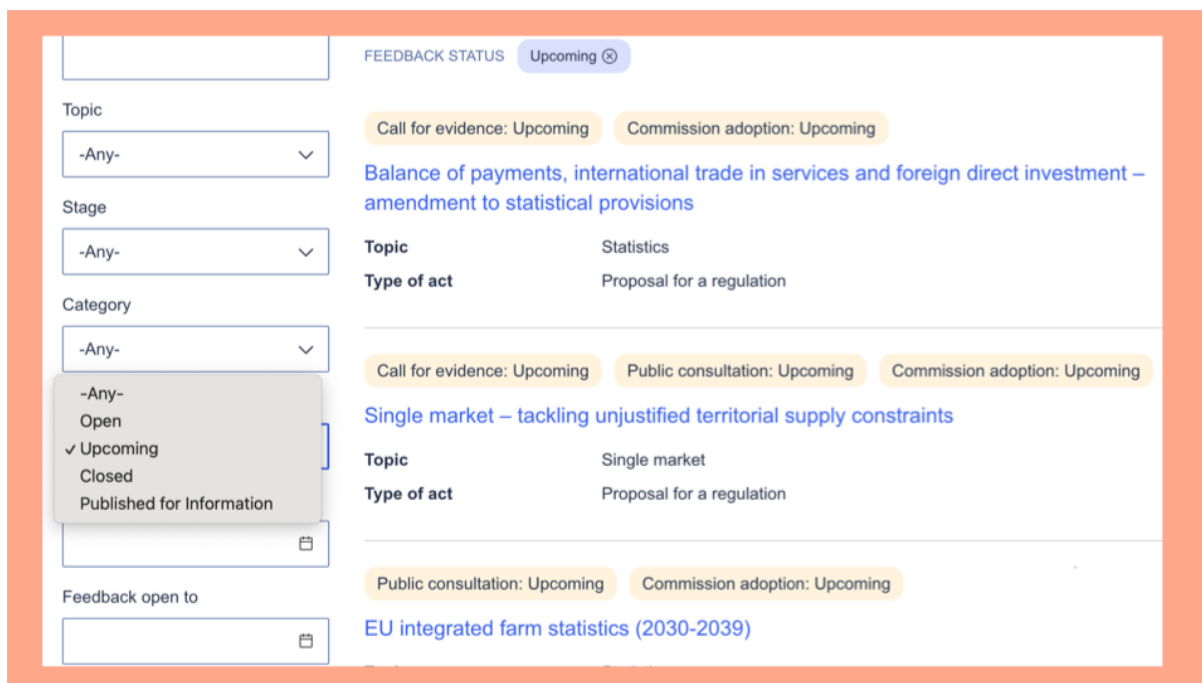 Topic
-Any-
Stage
-Any-
Category
-Any-
-Any-
Open
✓ Upcoming
Closed
Published for Information
Feedback open to
FEEDBACK STATUS Upcoming
Call for evidence: Upcoming Commission adoption: Upcoming
Balance of payments, international trade in services and foreign direct investment –
amendment to statistical provisions
Topic Statistics
Type of act Proposal for a regulation
Call for evidence: Upcoming Public consultation: Upcoming Commission adoption: Upcoming
Single market – tackling unjustified territorial supply constraints
Topic Single market
Type of act Proposal for a regulation
Public consultation: Upcoming Commission adoption: Upcoming
EU integrated farm statistics (2030-2039)